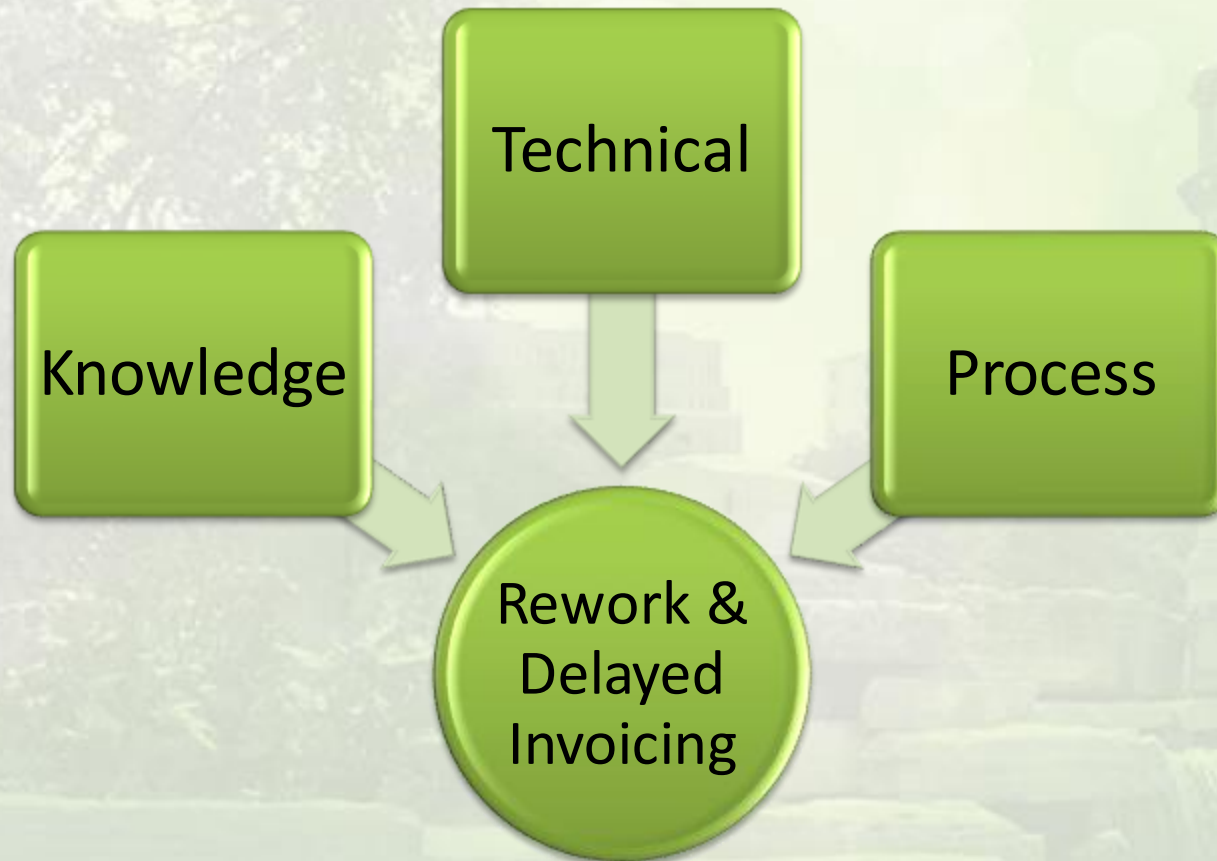 Technical
Knowledge
Process
Rework &
Delayed
Invoicing